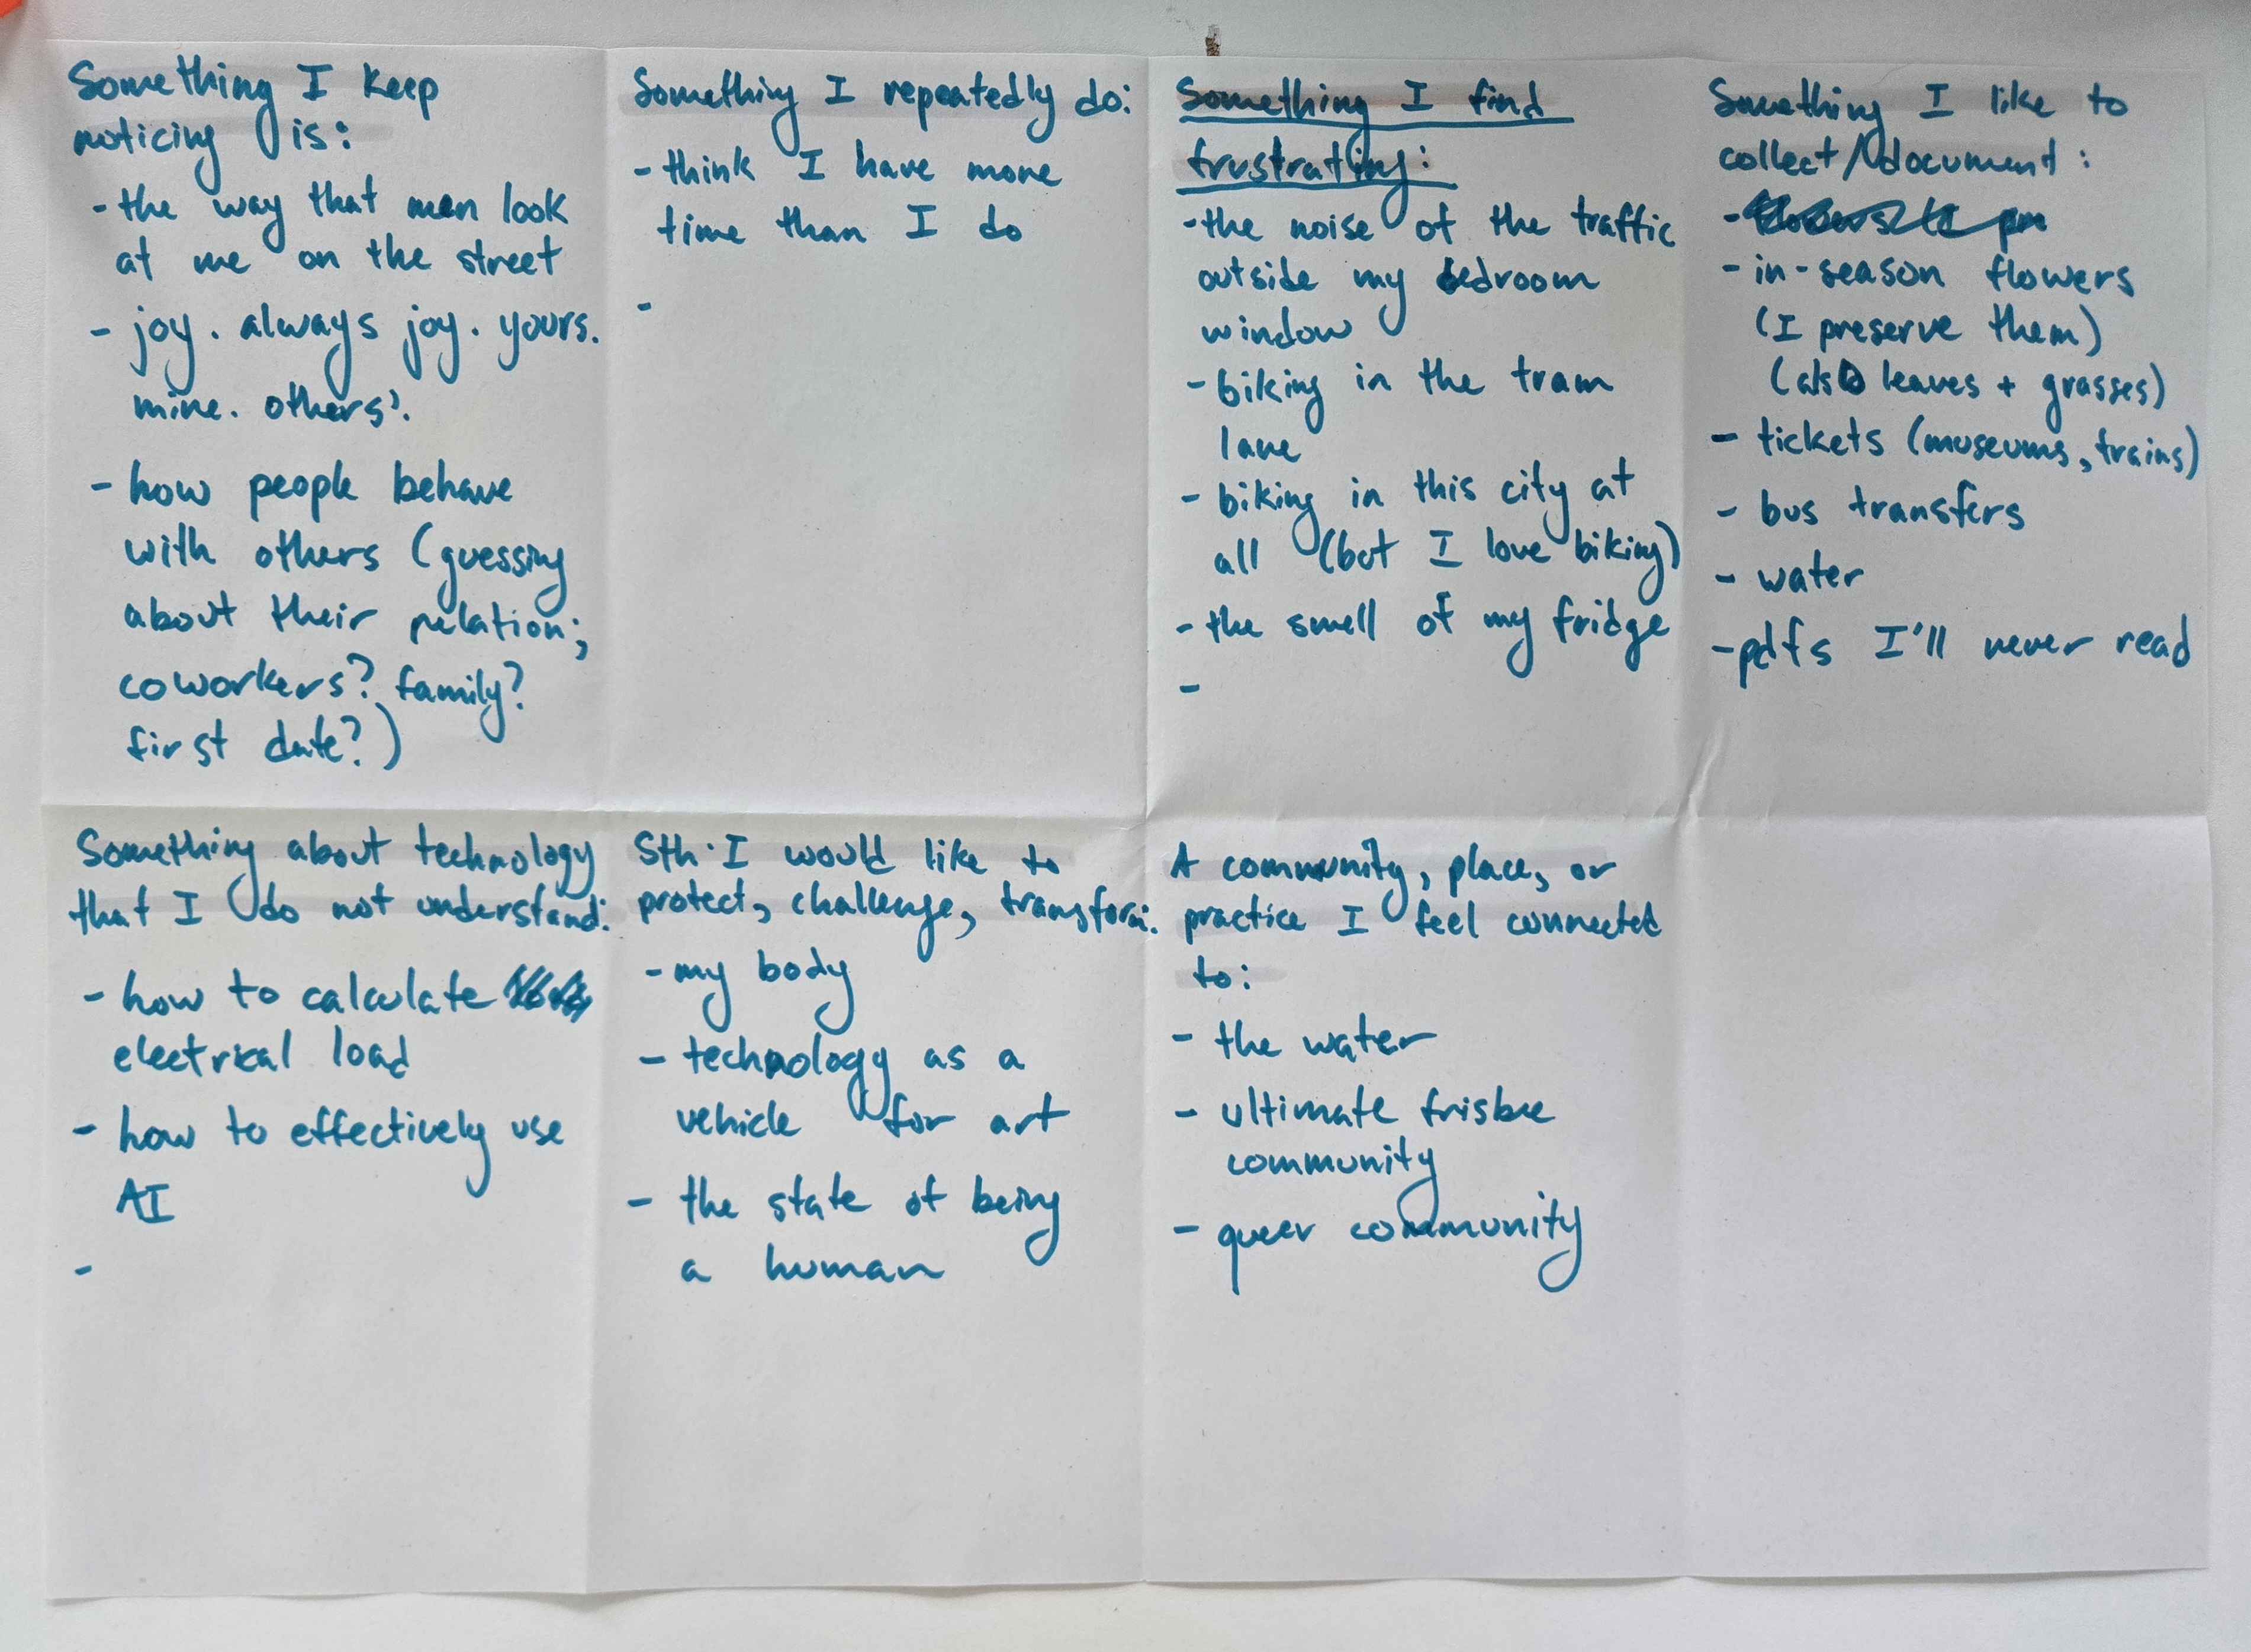 Something I keep
noticing is:
- the way that men look
at me on the street
- joy. always joy. yours.
mine. others'.
- how people behave
with others (guessing
about their relation;
coworkers? family?
first date?)
Something I repeatedly do:
- think I have more
time than I do
-
Something I find
frustrating:
- the noise of the traffic
outside my bedroom
window
- biking in the tram
lane
- biking in this city at
all (but I love biking)
- the smell of my fridge
-
Something I like to
collect/document:
-
- in-season flowers
(I preserve them)
(also leaves + grasses)
- tickets (museums, trains)
- bus transfers
- water
- pdfs I'll never read
Something about technology
that I do not understand:
- how to calculate
electrical load
- how to effectively use
AI
-
Sth. I would like to
protect, challenge, transform:
- my body
- technology as a
vehicle for art
- the state of being
a human
A community, place, or
practice I feel connected
to:
- the water
- ultimate frisbee
community
- queer community